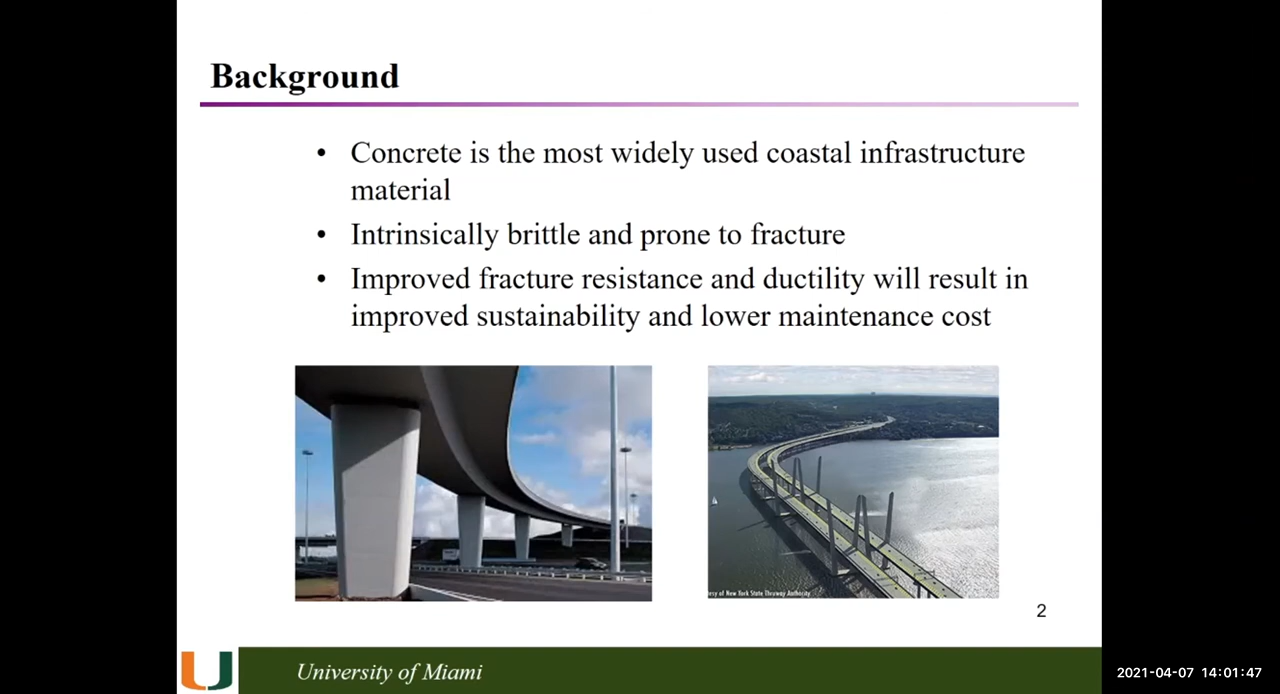 Background
• Concrete is the most widely used coastal infrastructure
material
• Intrinsically brittle and prone to fracture
• Improved fracture resistance and ductility will result in
improved sustainability and lower maintenance cost
esy of New York State Thruway Authority
2
University of Miami
2021-04-07 14:01:47